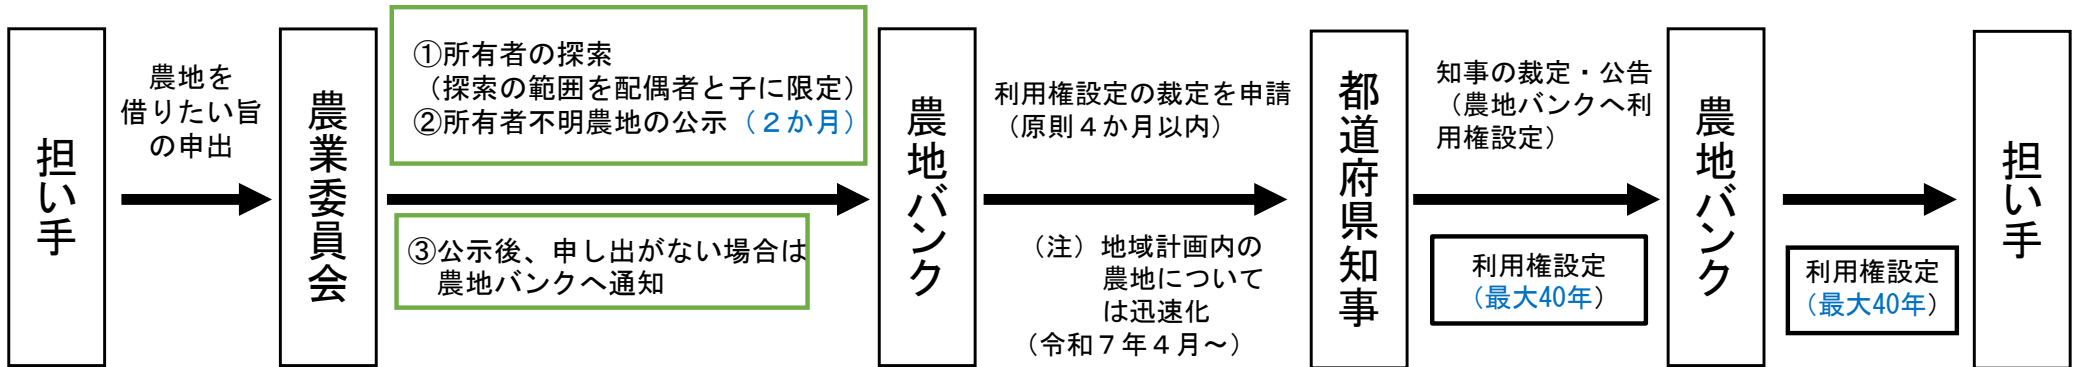 担い手
農地を
借りたい旨
の申出
農業委員会
①所有者の探索
（探索の範囲を配偶者と子に限定）
②所有者不明農地の公示（２か月）
③公示後、申し出がない場合は
農地バンクへ通知
農地バンク
利用権設定の裁定を申請
（原則４か月以内）
（注）地域計画内の
農地について
は迅速化
（令和７年４月～）
都道府県知事
知事の裁定・公告
（農地バンクへ利
用権設定）
利用権設定
（最大40年）
農地バンク
利用権設定
（最大40年）
担い手